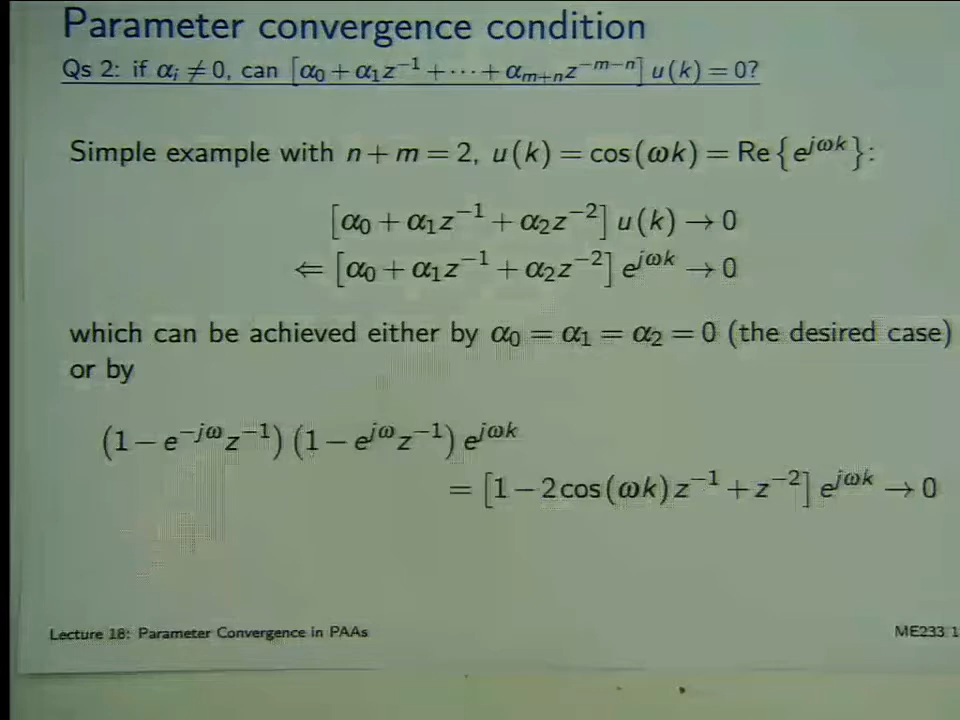 Parameter convergence condition
Qs 2: if αᵢ ≠ 0, can [α₀ + α₁z⁻¹ + ⋯ + αₘ₊ₙz⁻ᵐ⁻ⁿ] u(k) = 0?
Simple example with n + m = 2, u(k) = cos(ωk) = Re{e^{jωk}}:
[α₀ + α₁z⁻¹ + α₂z⁻²] u(k) → 0
⇐ [α₀ + α₁z⁻¹ + α₂z⁻²] e^{jωk} → 0
which can be achieved either by α₀ = α₁ = α₂ = 0 (the desired case)
or by
(1 − e^{−jω}z⁻¹)(1 − e^{jω}z⁻¹) e^{jωk}
= [1 − 2cos(ωk)z⁻¹ + z⁻²] e^{jωk} → 0
Lecture 18: Parameter Convergence in PAAs
ME233 1